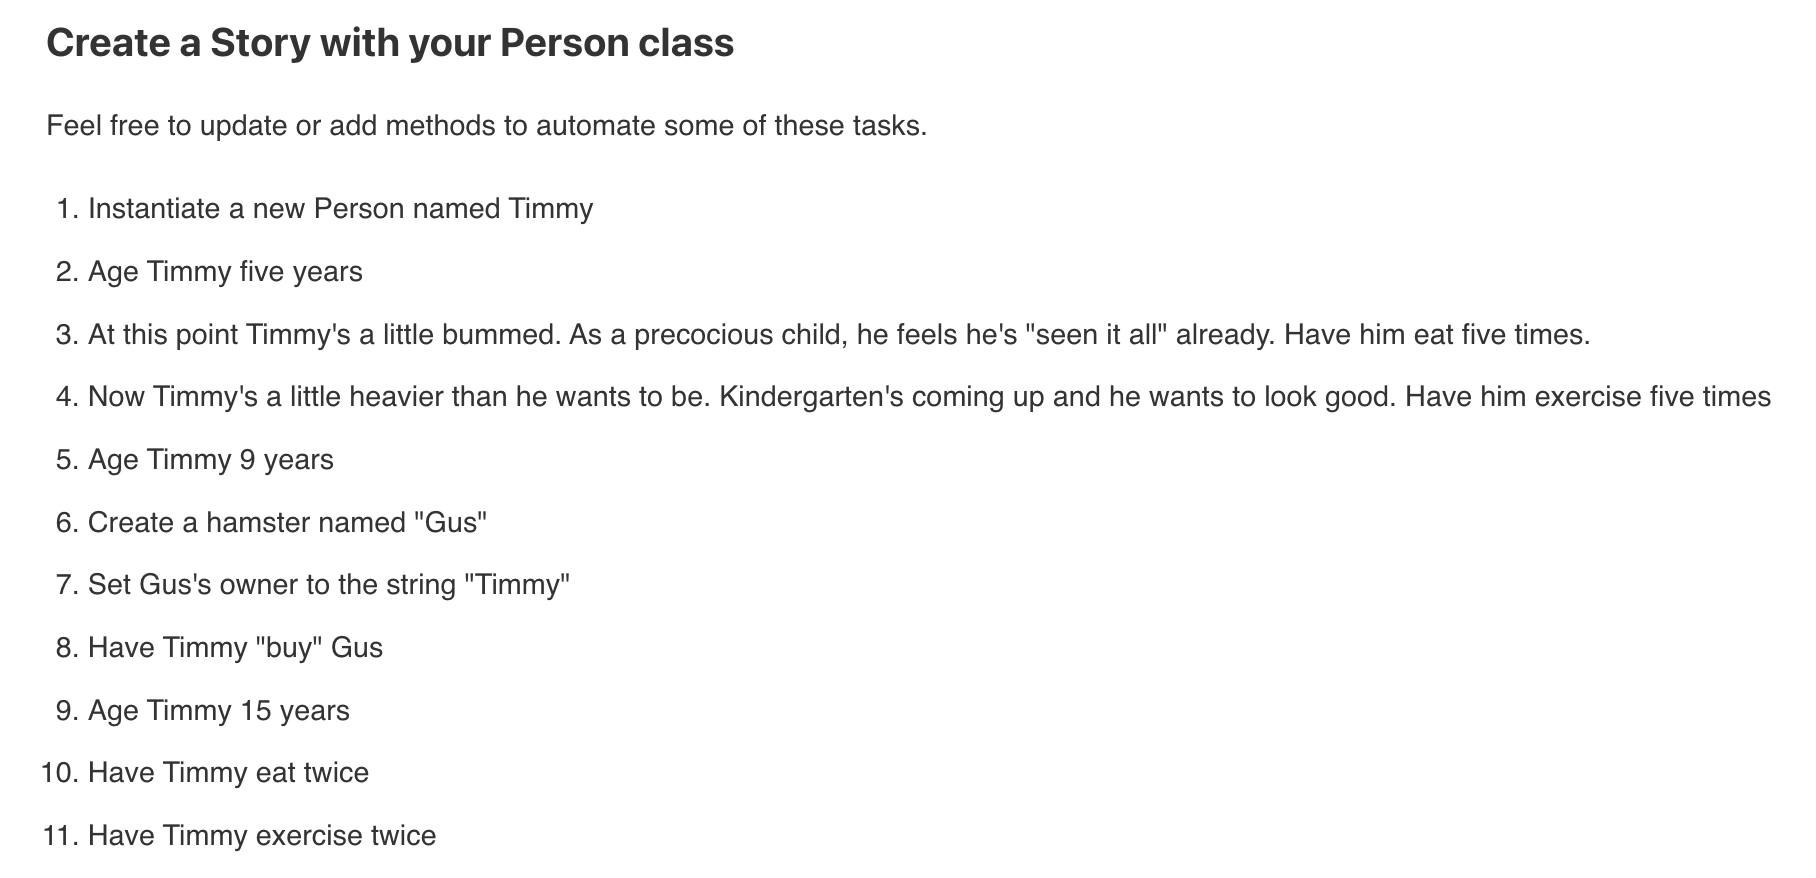 Create a Story with your Person class
Feel free to update or add methods to automate some of these tasks.
1. Instantiate a new Person named Timmy
2. Age Timmy five years
3. At this point Timmy's a little bummed. As a precocious child, he feels he's "seen it all" already. Have him eat five times.
4. Now Timmy's a little heavier than he wants to be. Kindergarten's coming up and he wants to look good. Have him exercise five times
5. Age Timmy 9 years
6. Create a hamster named "Gus"
7. Set Gus's owner to the string "Timmy"
8. Have Timmy "buy" Gus
9. Age Timmy 15 years
10. Have Timmy eat twice
11. Have Timmy exercise twice